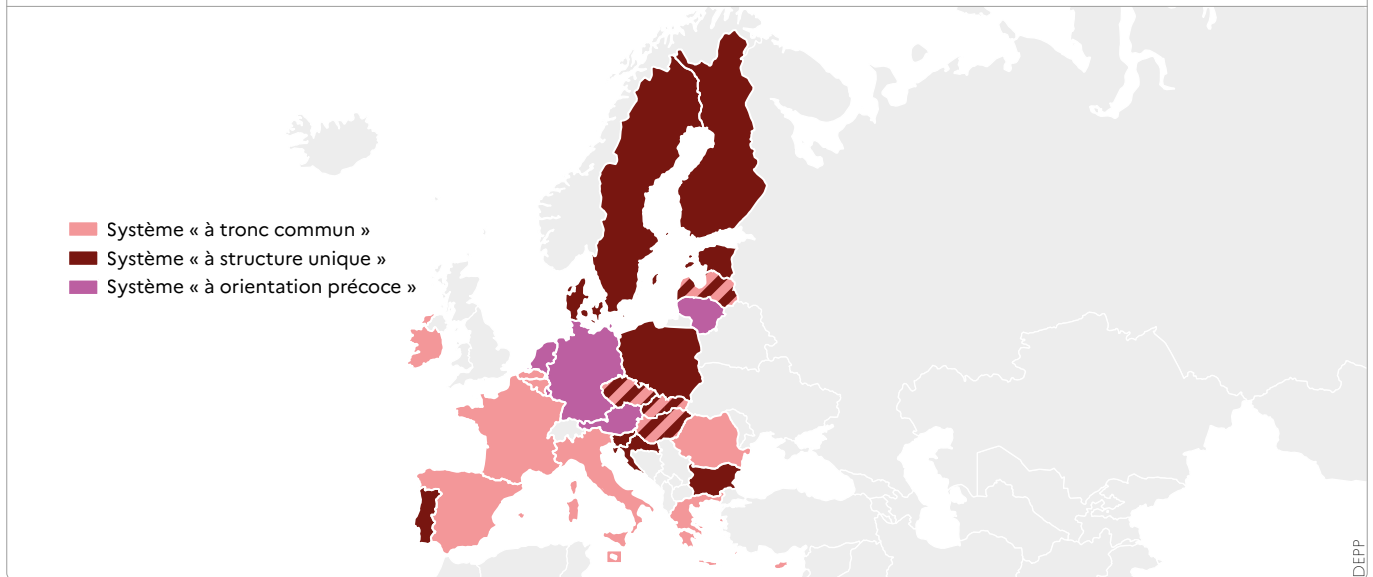 Système « à tronc commun »
Système « à structure unique »
Système « à orientation précoce »
DEPP